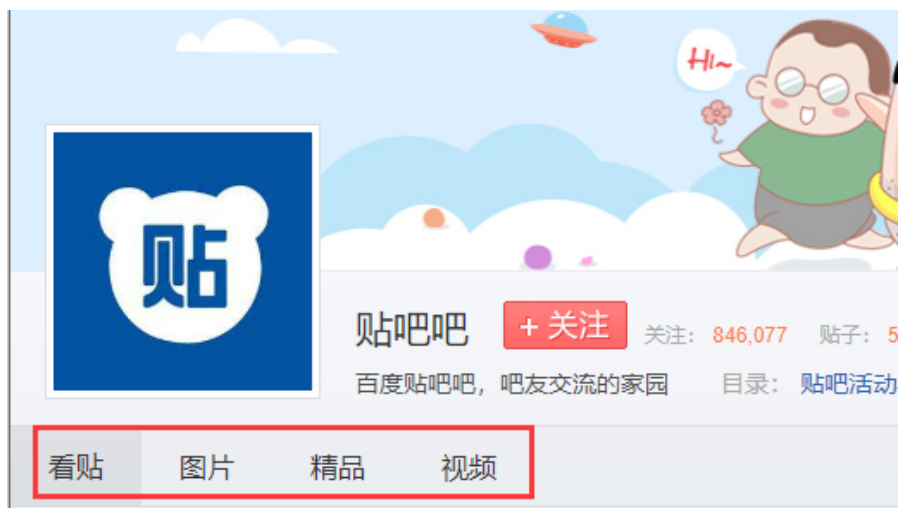 Hi~
贴
贴吧吧 + 关注 关注: 846,077 贴子: 5
百度贴吧吧，吧友交流的家园 目录: 贴吧活动
看贴 图片 精品 视频